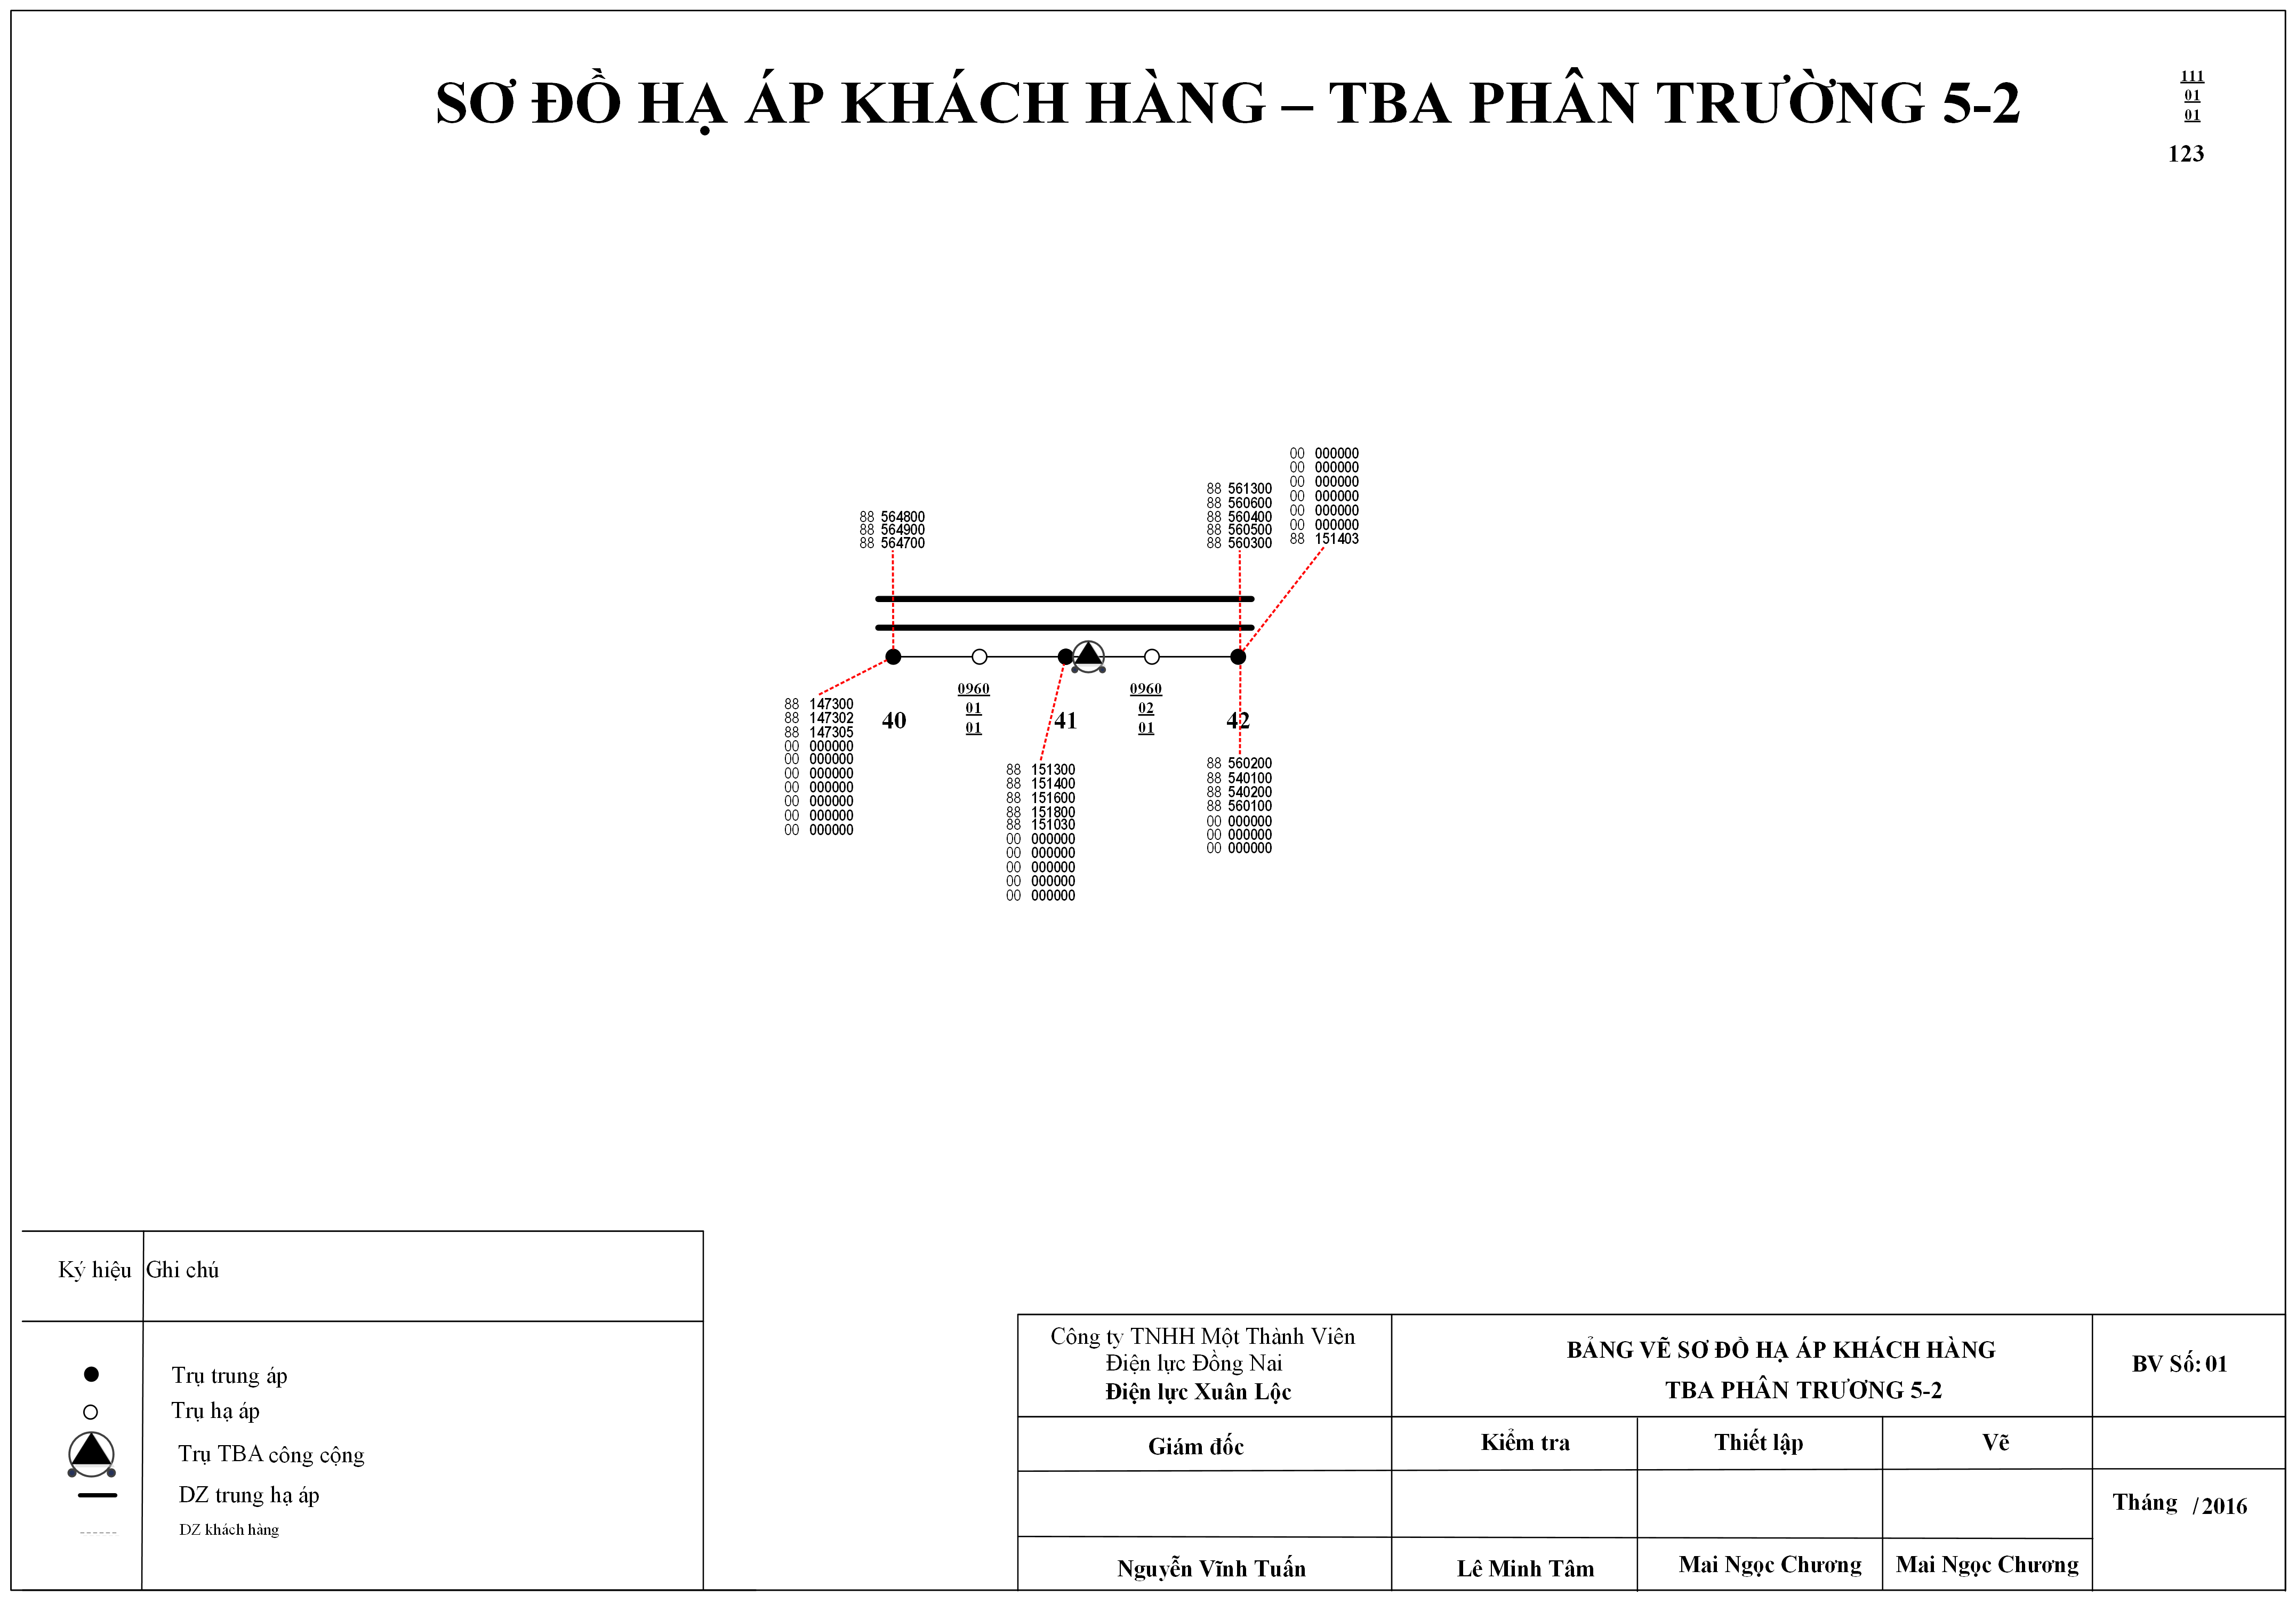 SƠ ĐỒ HẠ ÁP KHÁCH HÀNG – TBA PHÂN TRƯỜNG 5-2
111
01
01
123
00 000000
00 000000
00 000000
00 000000
00 000000
00 000000
88 151403
88 561300
88 560600
88 560400
88 560500
88 560300
88 564800
88 564900
88 564700
88 147300
88 147302
88 147305
00 000000
00 000000
00 000000
00 000000
00 000000
00 000000
00 000000
40
0960
01
01
41
0960
02
01
42
88 151300
88 151400
88 151600
88 151800
88 151030
00 000000
00 000000
00 000000
00 000000
00 000000
88 560200
88 540100
88 540200
88 560100
00 000000
00 000000
00 000000
Ký hiệu Ghi chú
Trụ trung áp
Trụ hạ áp
Trụ TBA công cộng
DZ trung hạ áp
DZ khách hàng
Công ty TNHH Một Thành Viên
Điện lực Đồng Nai
Điện lực Xuân Lộc
BẢNG VẼ SƠ ĐỒ HẠ ÁP KHÁCH HÀNG
TBA PHÂN TRƯƠNG 5-2
BV Số: 01
Giám đốc
Kiểm tra
Thiết lập
Vẽ
Tháng /2016
Nguyễn Vĩnh Tuấn
Lê Minh Tâm
Mai Ngọc Chương
Mai Ngọc Chương